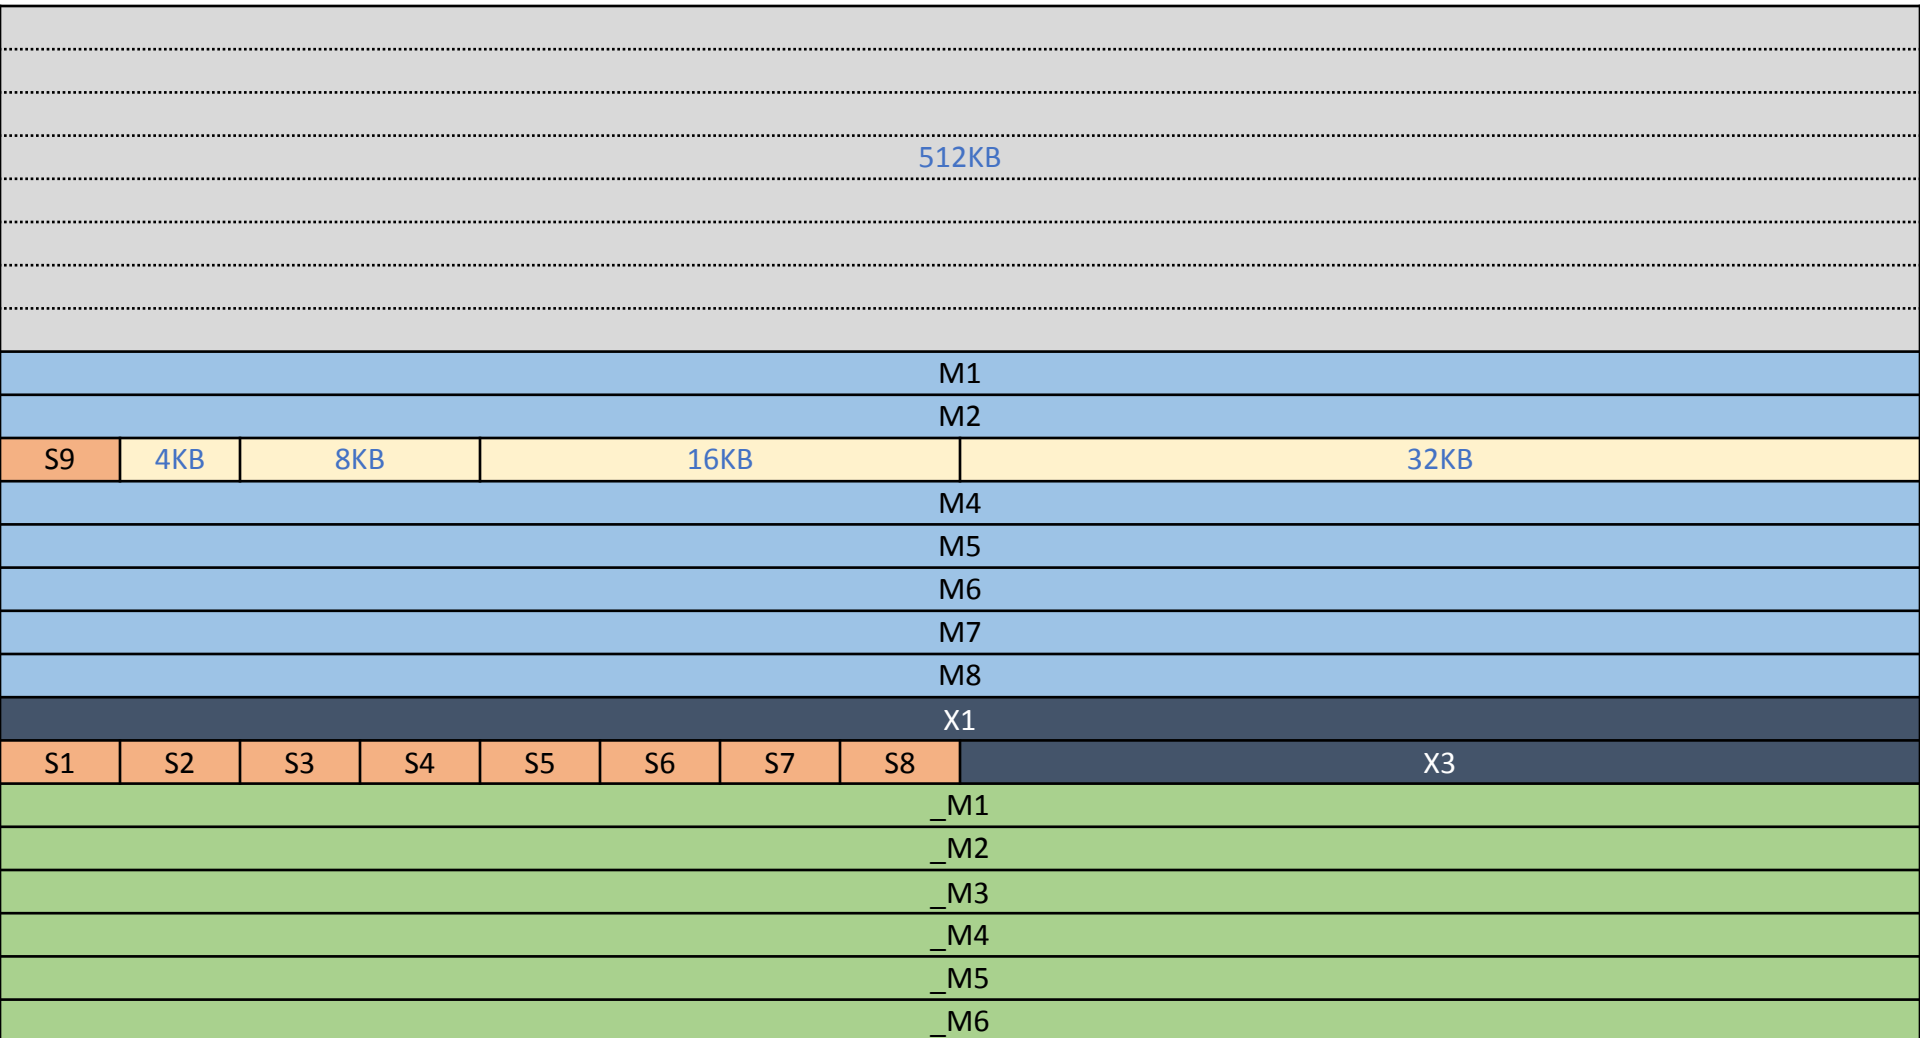 512KB
M1
M2
S9 4KB 8KB 16KB 32KB
M4
M5
M6
M7
M8
X1
S1 S2 S3 S4 S5 S6 S7 S8 X3
_M1
_M2
_M3
_M4
_M5
_M6